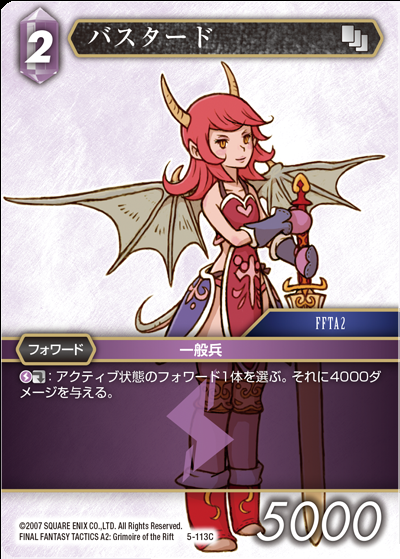 2
バスタード
FFTA2
フォワード
一般兵
:アクティブ状態のフォワード1体を選ぶ。それに4000ダ
メージを与える。
©2007 SQUARE ENIX CO.,LTD. All Rights Reserved.
FINAL FANTASY TACTICS A2: Grimoire of the Rift
5-113C
5000